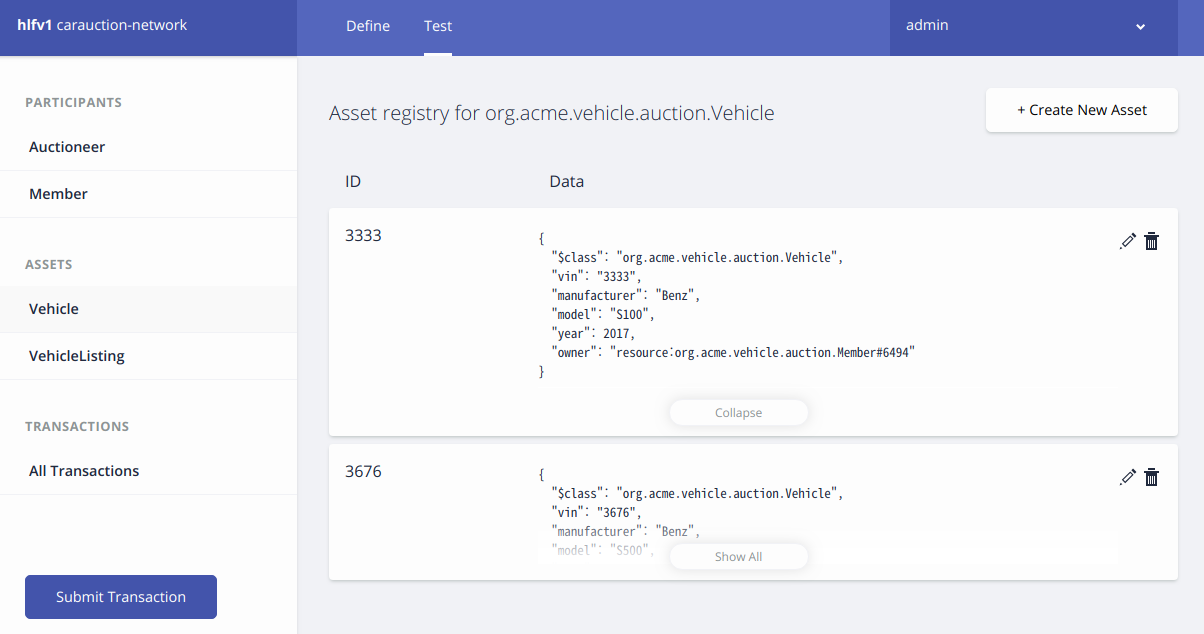 hlfv1 carauction-network
Define
Test
admin
PARTICIPANTS
Auctioneer
Member
ASSETS
Vehicle
VehicleListing
TRANSACTIONS
All Transactions
Submit Transaction
Asset registry for org.acme.vehicle.auction.Vehicle
+ Create New Asset
ID
Data
3333
{
"$class": "org.acme.vehicle.auction.Vehicle",
"vin": "3333",
"manufacturer": "Benz",
"model": "S100",
"year": 2017,
"owner": "resource:org.acme.vehicle.auction.Member#6494"
}
Collapse
3676
{
"$class": "org.acme.vehicle.auction.Vehicle",
"vin": "3676",
"manufacturer": "Benz",
"model": "S500",
Show All